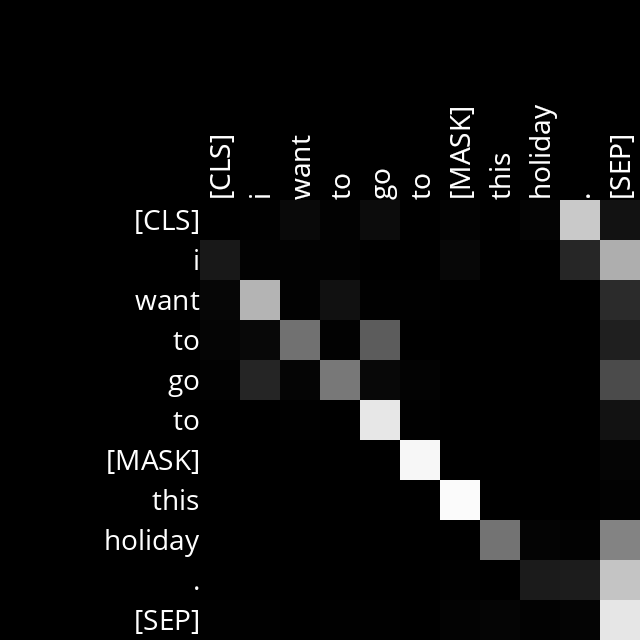 [CLS] i want to go to [MASK] this holiday . [SEP]
[CLS]
i
want
to
go
to
[MASK]
this
holiday
.
[SEP]